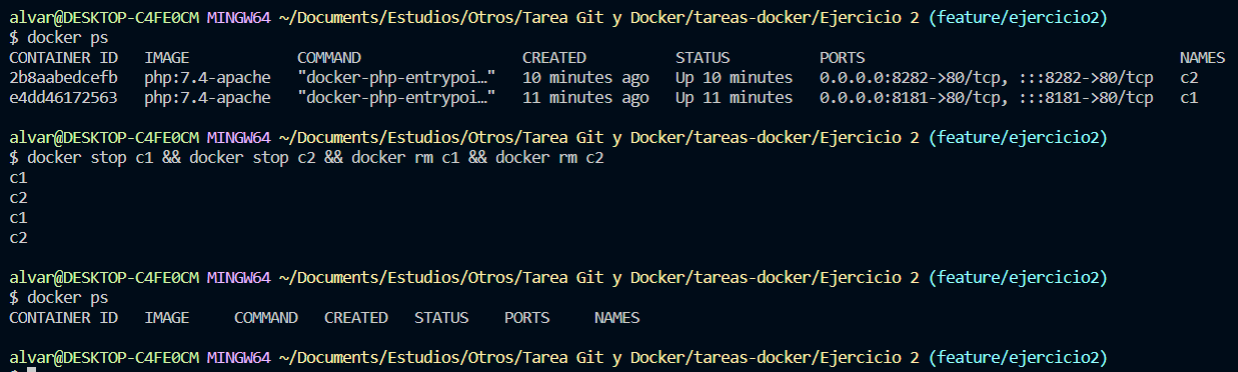 alvar@DESKTOP-C4FE0CM MINGW64 ~/Documents/Estudios/Otros/Tarea Git y Docker/tareas-docker/Ejercicio 2 (feature/ejercicio2)
$ docker ps
CONTAINER ID   IMAGE            COMMAND                  CREATED          STATUS          PORTS                                   NAMES
2b8aabedcefb   php:7.4-apache   "docker-php-entrypoi…"   10 minutes ago   Up 10 minutes   0.0.0.0:8282->80/tcp, :::8282->80/tcp   c2
e4dd46172563   php:7.4-apache   "docker-php-entrypoi…"   11 minutes ago   Up 11 minutes   0.0.0.0:8181->80/tcp, :::8181->80/tcp   c1
alvar@DESKTOP-C4FE0CM MINGW64 ~/Documents/Estudios/Otros/Tarea Git y Docker/tareas-docker/Ejercicio 2 (feature/ejercicio2)
$ docker stop c1 && docker stop c2 && docker rm c1 && docker rm c2
c1
c2
c1
c2
alvar@DESKTOP-C4FE0CM MINGW64 ~/Documents/Estudios/Otros/Tarea Git y Docker/tareas-docker/Ejercicio 2 (feature/ejercicio2)
$ docker ps
CONTAINER ID   IMAGE     COMMAND   CREATED   STATUS    PORTS     NAMES
alvar@DESKTOP-C4FE0CM MINGW64 ~/Documents/Estudios/Otros/Tarea Git y Docker/tareas-docker/Ejercicio 2 (feature/ejercicio2)
$